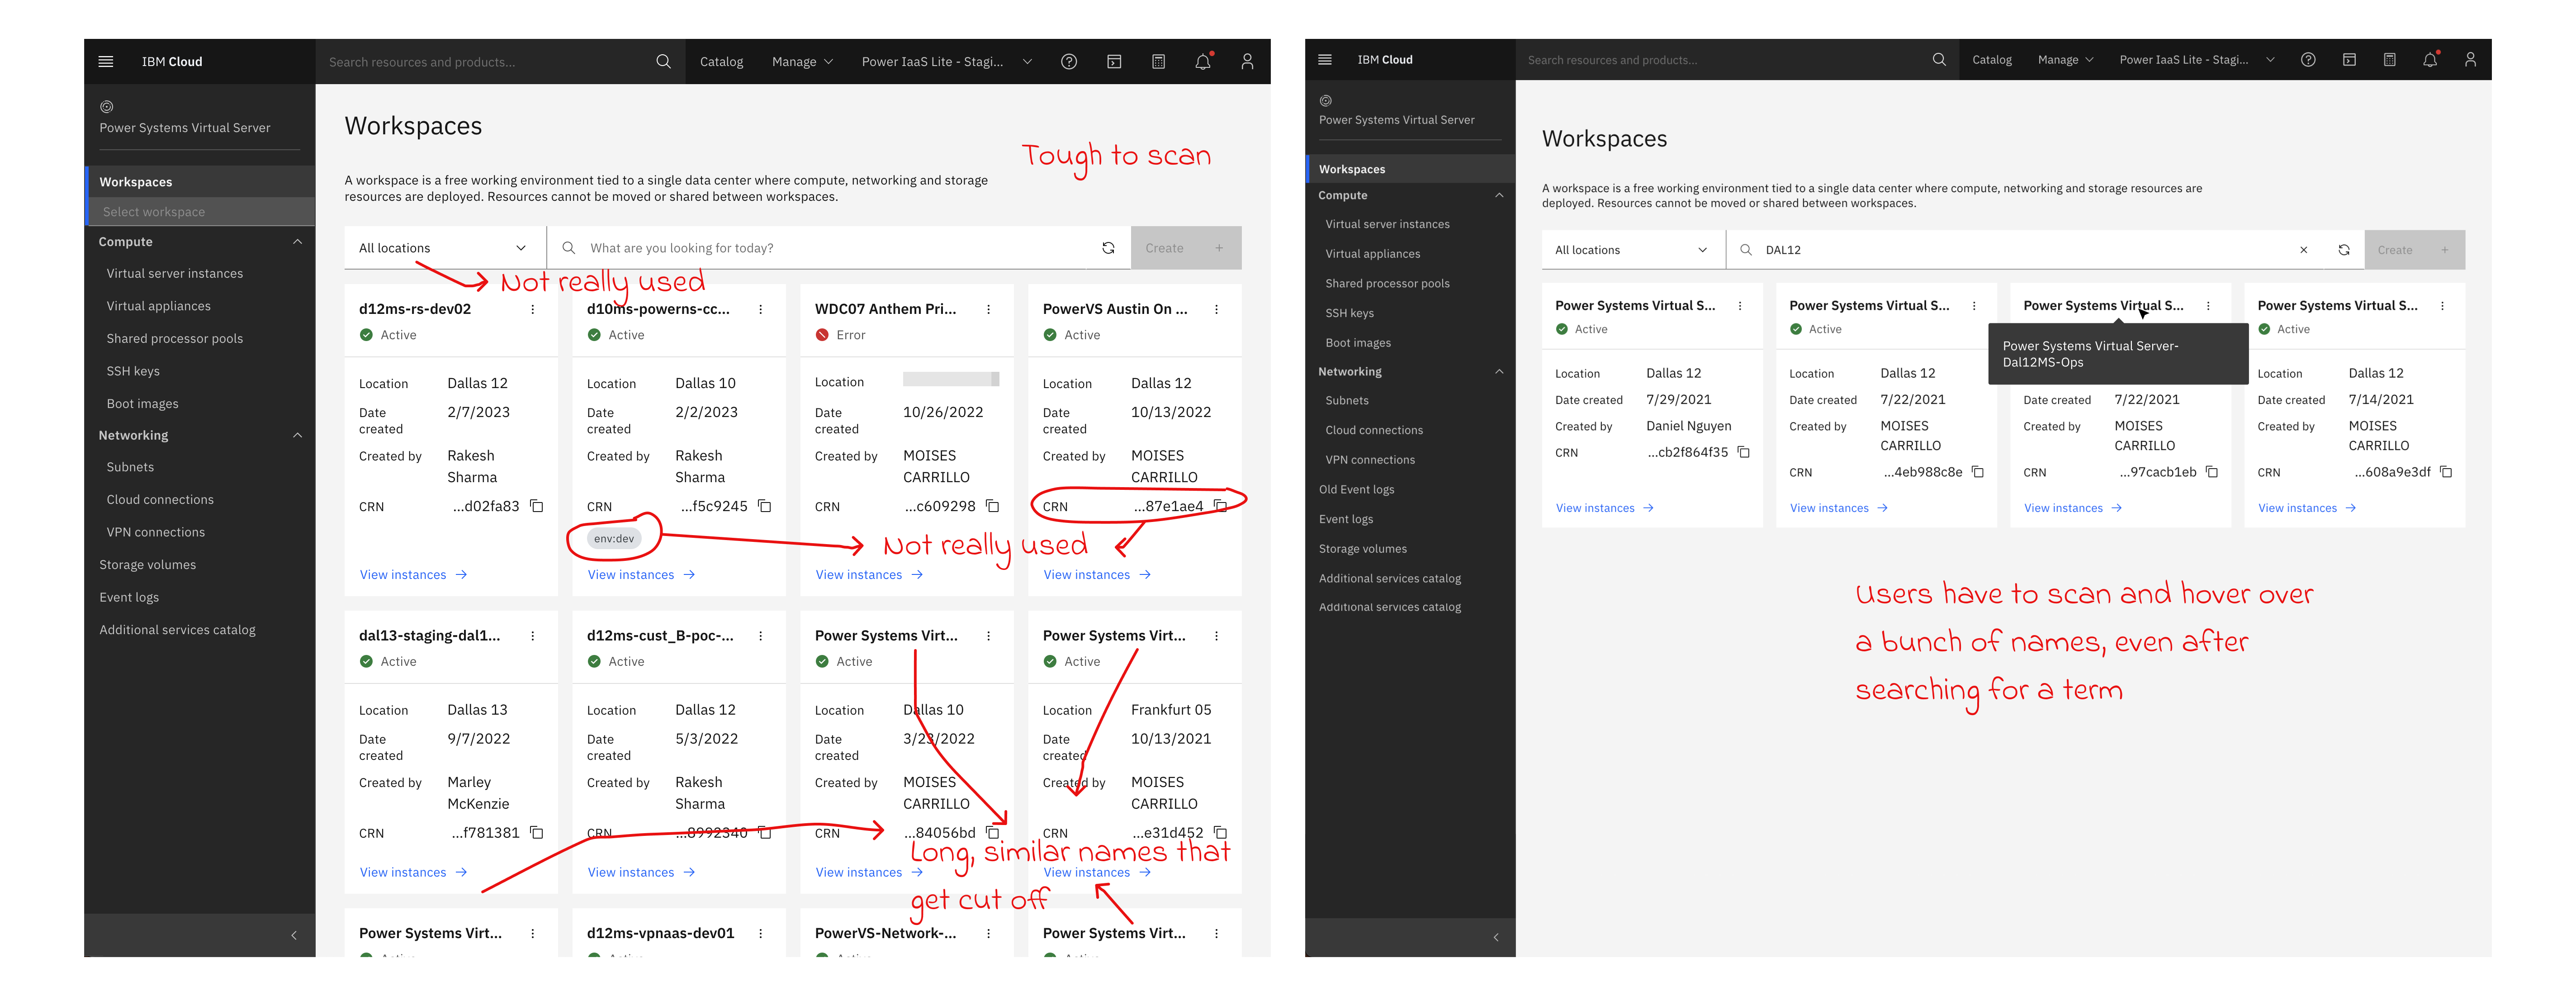 IBM Cloud
Search resources and products...
Catalog
Manage
Power IaaS Lite - Stagi...
Power Systems Virtual Server
Workspaces
Select workspace
Compute
Virtual server instances
Virtual appliances
Shared processor pools
SSH keys
Boot images
Networking
Subnets
Cloud connections
VPN connections
Storage volumes
Event logs
Additional services catalog
Workspaces
Tough to scan
A workspace is a free working environment tied to a single data center where compute, networking and storage
resources are deployed. Resources cannot be moved or shared between workspaces.
All locations
What are you looking for today?
Create +
Not really used
d12ms-rs-dev02
Active
Location Dallas 12
Date created 2/7/2023
Created by Rakesh Sharma
CRN ...d02fa83
View instances
d10ms-powerns-cc...
Active
Location Dallas 10
Date created 2/2/2023
Created by Rakesh Sharma
CRN ...f5c9245
env:dev
View instances
WDC07 Anthem Pri...
Error
Location
Date created 10/26/2022
Created by MOISES CARRILLO
CRN ...c609298
View instances
PowerVS Austin On ...
Active
Location Dallas 12
Date created 10/13/2022
Created by MOISES CARRILLO
CRN ...87e1ae4
View instances
Not really used
dal13-staging-dal1...
Active
Location Dallas 13
Date created 9/7/2022
Created by Marley McKenzie
CRN ...f781381
View instances
d12ms-cust_B-poc-...
Active
Location Dallas 12
Date created 5/3/2022
Created by Rakesh Sharma
CRN ...8992340
View instances
Power Systems Virt...
Active
Location Dallas 10
Date created 3/23/2022
Created by MOISES CARRILLO
CRN ...84056bd
View instances
Power Systems Virt...
Active
Location Frankfurt 05
Date created 10/13/2021
Created by MOISES CARRILLO
CRN ...e31d452
View instances
Long, similar names that
get cut off
Power Systems Virt...
d12ms-vpnaas-dev01
PowerVS-Network-...
Power Systems Virt...
IBM Cloud
Search resources and products...
Catalog
Manage
Power IaaS Lite - Stagi...
Power Systems Virtual Server
Workspaces
Compute
Virtual server instances
Virtual appliances
Shared processor pools
SSH keys
Boot images
Networking
Subnets
Cloud connections
VPN connections
Old Event logs
Event logs
Storage volumes
Additional services catalog
Additional services catalog
Workspaces
A workspace is a free working environment tied to a single data center where compute, networking and storage resources are
deployed. Resources cannot be moved or shared between workspaces.
All locations
DAL12
Create +
Power Systems Virtual S...
Active
Location Dallas 12
Date created 7/29/2021
Created by Daniel Nguyen
CRN ...cb2f864f35
View instances
Power Systems Virtual S...
Active
Location Dallas 12
Date created 7/22/2021
Created by MOISES CARRILLO
CRN ...4eb988c8e
View instances
Power Systems Virtual S...
Power Systems Virtual Server-
Dal12MS-Ops
Date created 7/22/2021
Created by MOISES CARRILLO
CRN ...97cacb1eb
View instances
Power Systems Virtual S...
Active
Location Dallas 12
Date created 7/14/2021
Created by MOISES CARRILLO
CRN ...608a9e3df
View instances
Users have to scan and hover over
a bunch of names, even after
searching for a term